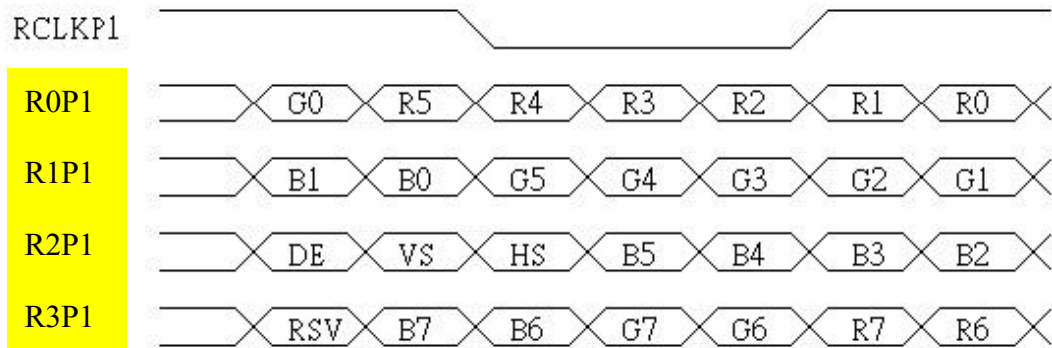 RCLKP1
R0P1 G0 R5 R4 R3 R2 R1 R0
R1P1 B1 B0 G5 G4 G3 G2 G1
R2P1 DE VS HS B5 B4 B3 B2
R3P1 RSV B7 B6 G7 G6 R7 R6